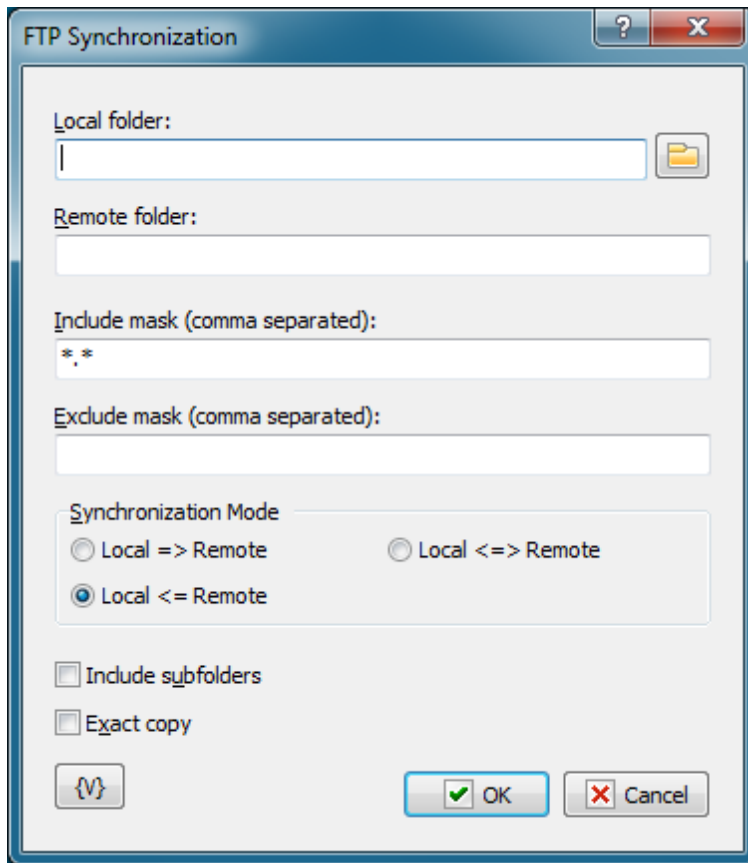 FTP Synchronization
?
Local folder:
Remote folder:
Include mask (comma separated):
*.*
Exclude mask (comma separated):
Synchronization Mode
Local => Remote Local <=> Remote
Local <= Remote
Include subfolders
Exact copy
{V} OK Cancel